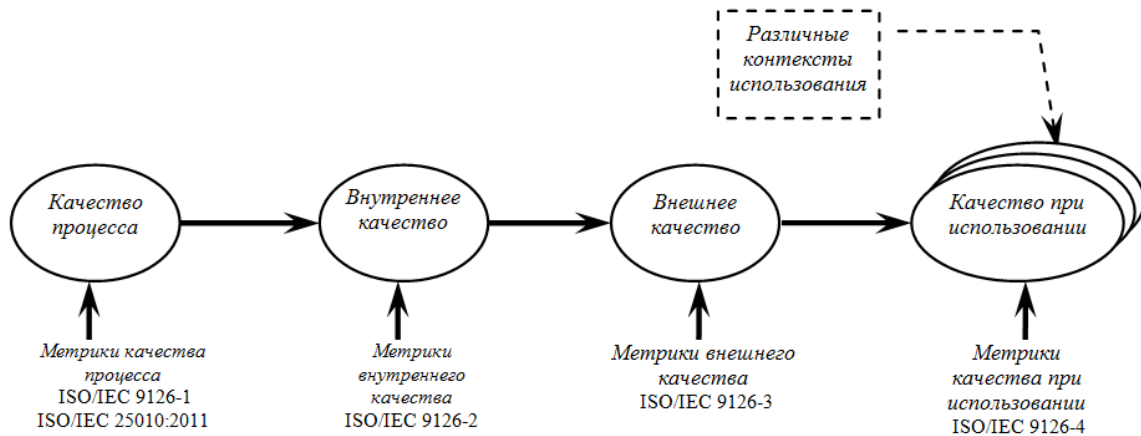 Различные
контексты
использования
Качество
процесса
Внутреннее
качество
Внешнее
качество
Качество при
использовании
Метрики качества
процесса
ISO/IEC 9126-1
ISO/IEC 25010:2011
Метрики
внутреннего
качества
ISO/IEC 9126-2
Метрики внешнего
качества
ISO/IEC 9126-3
Метрики
качества при
использовании
ISO/IEC 9126-4